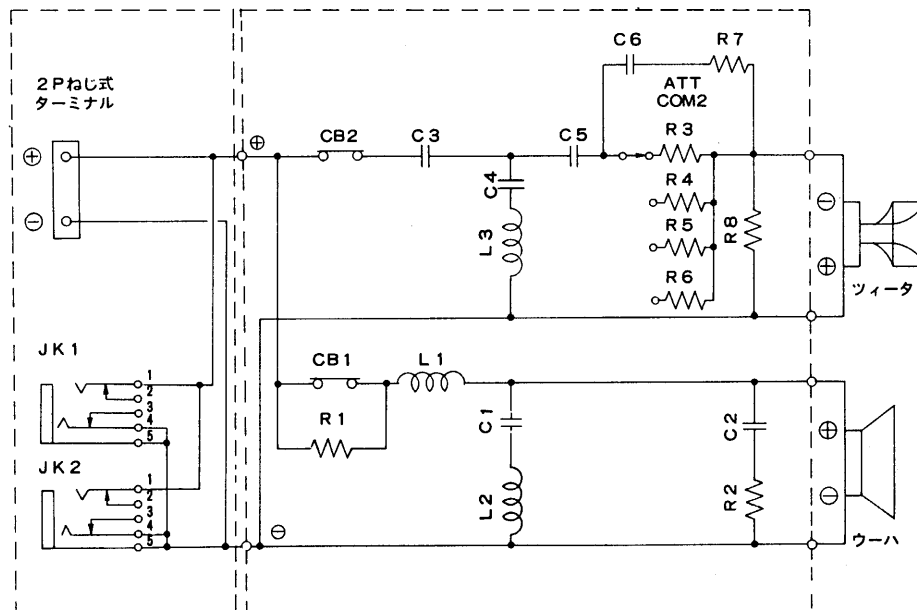 2Pねじ式
ターミナル
⊕
⊖
JK1
1
2
3
4
5
JK2
1
2
3
4
5
⊕
CB2
C3
C4
L3
C5
C6
R7
ATT
COM2
R3
R4
R5
R6
R8
⊖
⊕
ツィータ
CB1
R1
L1
C1
L2
C2
R2
⊕
⊖
ウーハ
⊖